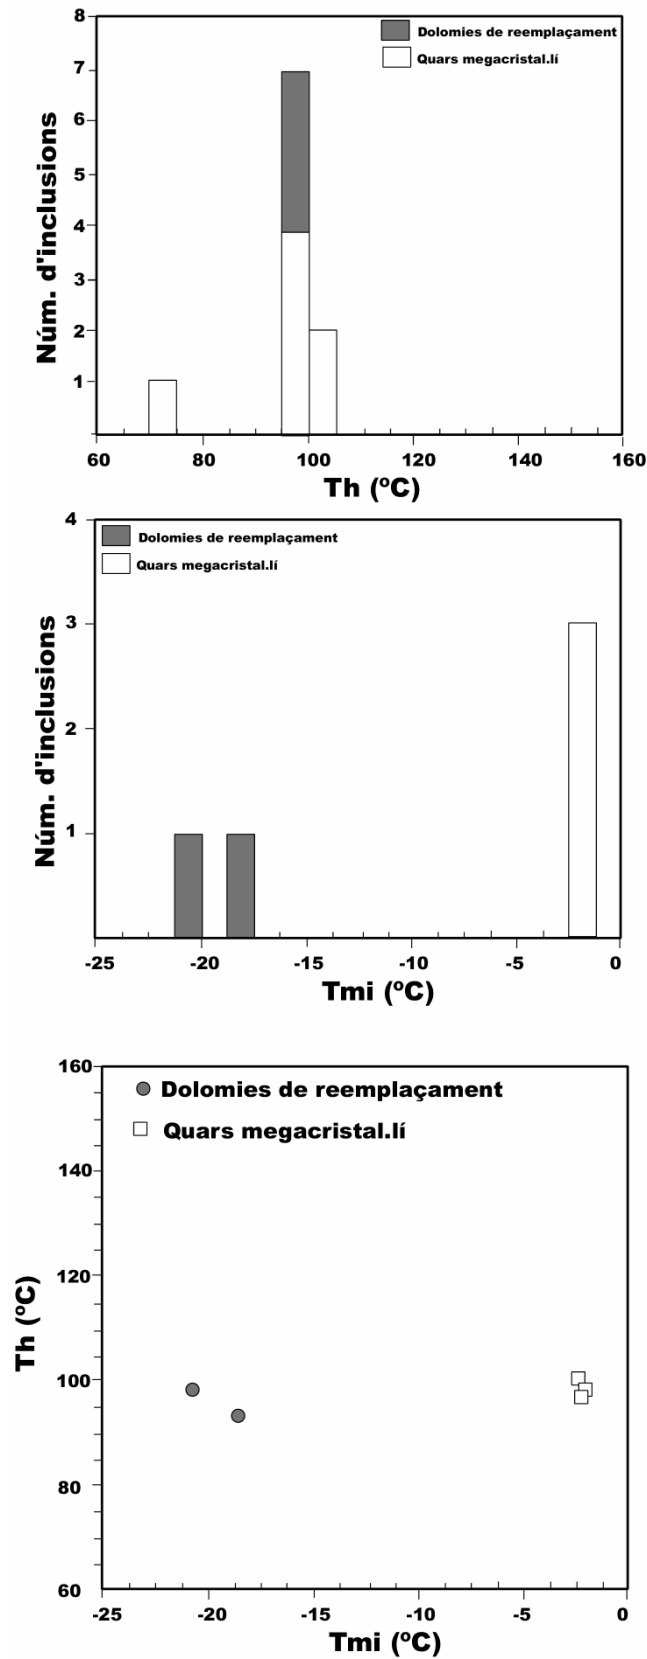 8
7
6
5
4
3
2
1
Núm. d'inclusions
Dolomies de reemplaçament
Quars megacristal.lí
60 80 100 120 140 160
Th (ºC)
4
3
2
1
Núm. d'inclusions
Dolomies de reemplaçament
Quars megacristal.lí
-25 -20 -15 -10 -5 0
Tmi (ºC)
160
140
120
100
80
60
Th (ºC)
Dolomies de reemplaçament
Quars megacristal.lí
-25 -20 -15 -10 -5 0
Tmi (ºC)